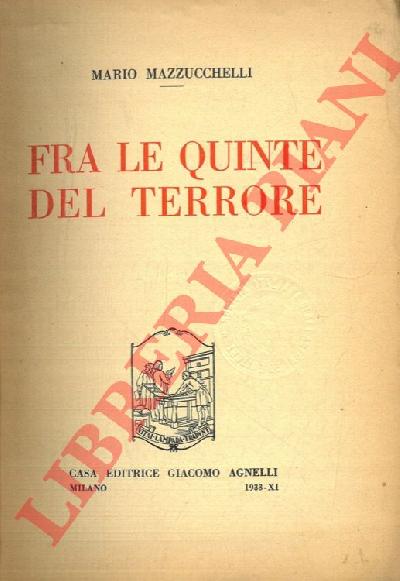 MARIO MAZZUCCHELLI
FRA LE QUINTE
DEL TERRORE
CASA EDITRICE GIACOMO AGNELLI
MILANO 1933-XI
LIBRERIA PIANI